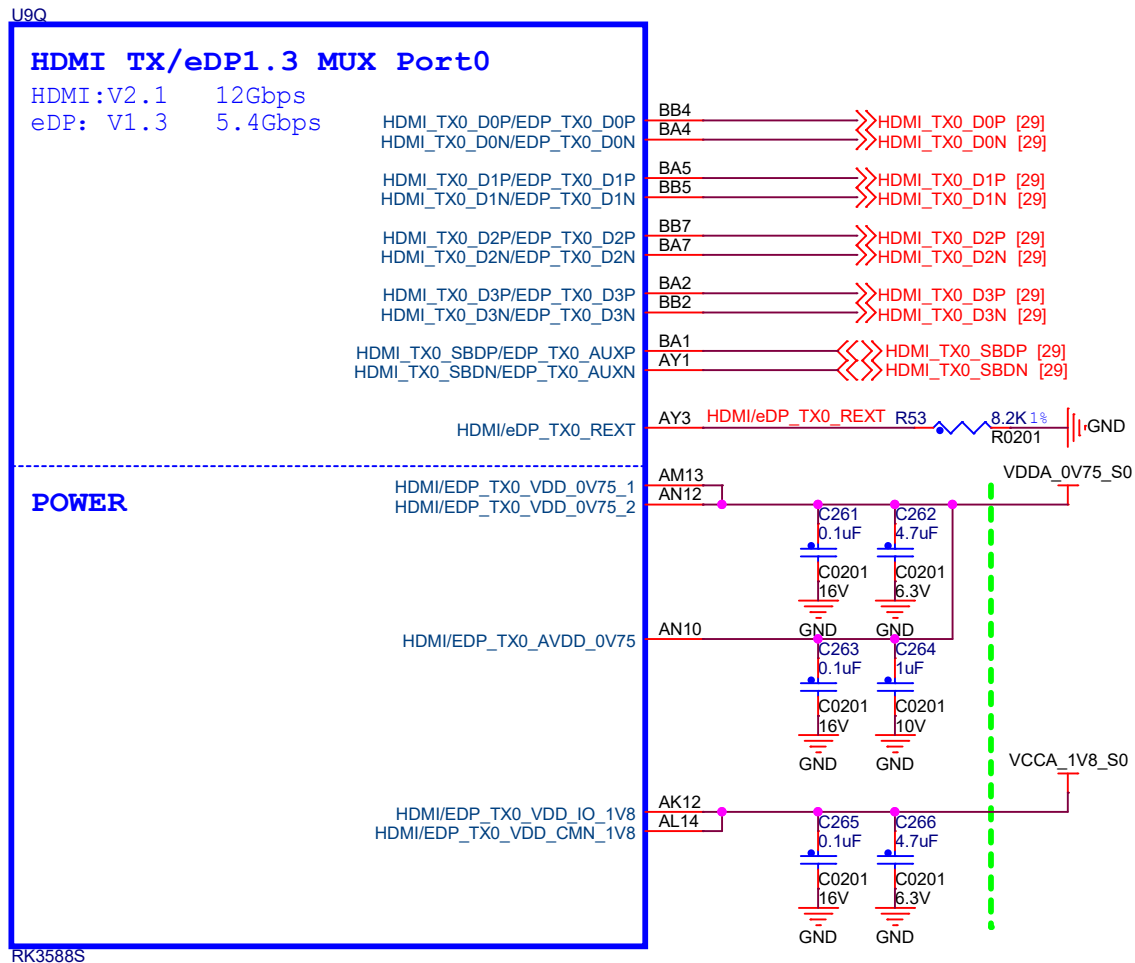 U9Q
HDMI TX/eDP1.3 MUX Port0
HDMI:V2.1 12Gbps
eDP: V1.3 5.4Gbps
HDMI_TX0_D0P/EDP_TX0_D0P BB4 HDMI_TX0_D0P [29]
HDMI_TX0_D0N/EDP_TX0_D0N BA4 HDMI_TX0_D0N [29]
HDMI_TX0_D1P/EDP_TX0_D1P BA5 HDMI_TX0_D1P [29]
HDMI_TX0_D1N/EDP_TX0_D1N BB5 HDMI_TX0_D1N [29]
HDMI_TX0_D2P/EDP_TX0_D2P BB7 HDMI_TX0_D2P [29]
HDMI_TX0_D2N/EDP_TX0_D2N BA7 HDMI_TX0_D2N [29]
HDMI_TX0_D3P/EDP_TX0_D3P BA2 HDMI_TX0_D3P [29]
HDMI_TX0_D3N/EDP_TX0_D3N BB2 HDMI_TX0_D3N [29]
HDMI_TX0_SBDP/EDP_TX0_AUXP BA1 HDMI_TX0_SBDP [29]
HDMI_TX0_SBDN/EDP_TX0_AUXN AY1 HDMI_TX0_SBDN [29]
HDMI/eDP_TX0_REXT AY3 HDMI/eDP_TX0_REXT R53 8.2K 1% GND
R0201
POWER
HDMI/EDP_TX0_VDD_0V75_1 AM13 VDDA_0V75_S0
HDMI/EDP_TX0_VDD_0V75_2 AN12
C261 C262
0.1uF 4.7uF
C0201 C0201
16V 6.3V
GND GND
HDMI/EDP_TX0_AVDD_0V75 AN10
C263 C264
0.1uF 1uF
C0201 C0201
16V 10V
GND GND
VCCA_1V8_S0
HDMI/EDP_TX0_VDD_IO_1V8 AK12
HDMI/EDP_TX0_VDD_CMN_1V8 AL14
C265 C266
0.1uF 4.7uF
C0201 C0201
16V 6.3V
GND GND
RK3588S